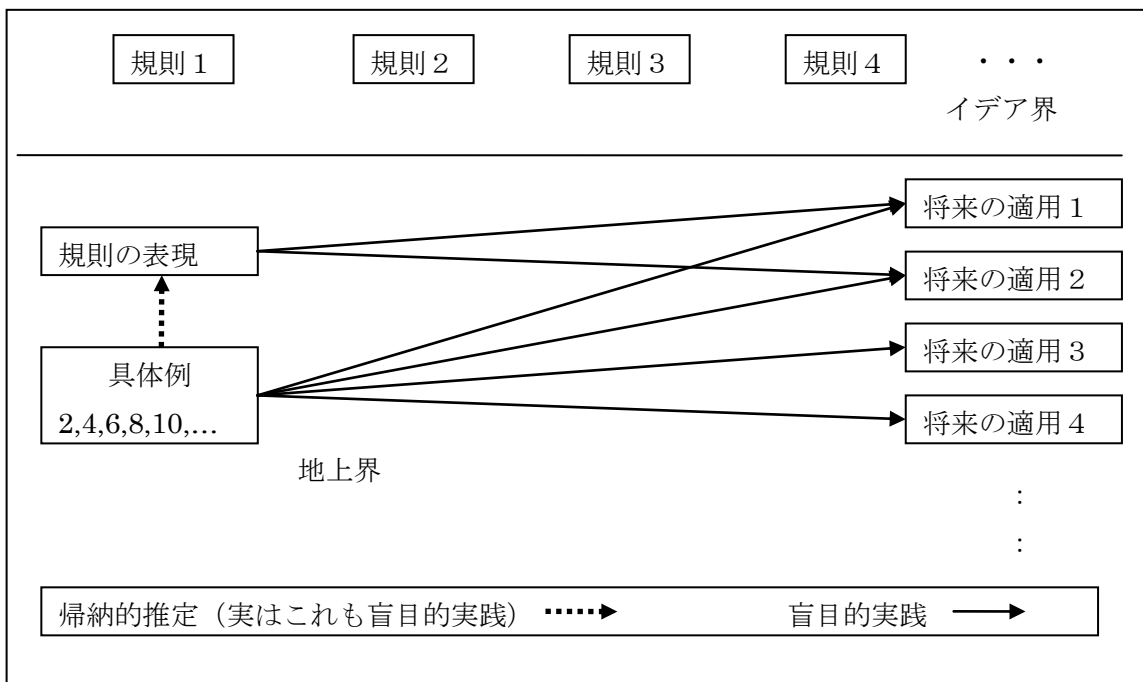 規則１ 規則２ 規則３ 規則４ ・・・
イデア界
将来の適用１
規則の表現
将来の適用２
将来の適用３
具体例
2,4,6,8,10,…
将来の適用４
地上界
：
：
帰納的推定（実はこれも盲目的実践） 盲目的実践